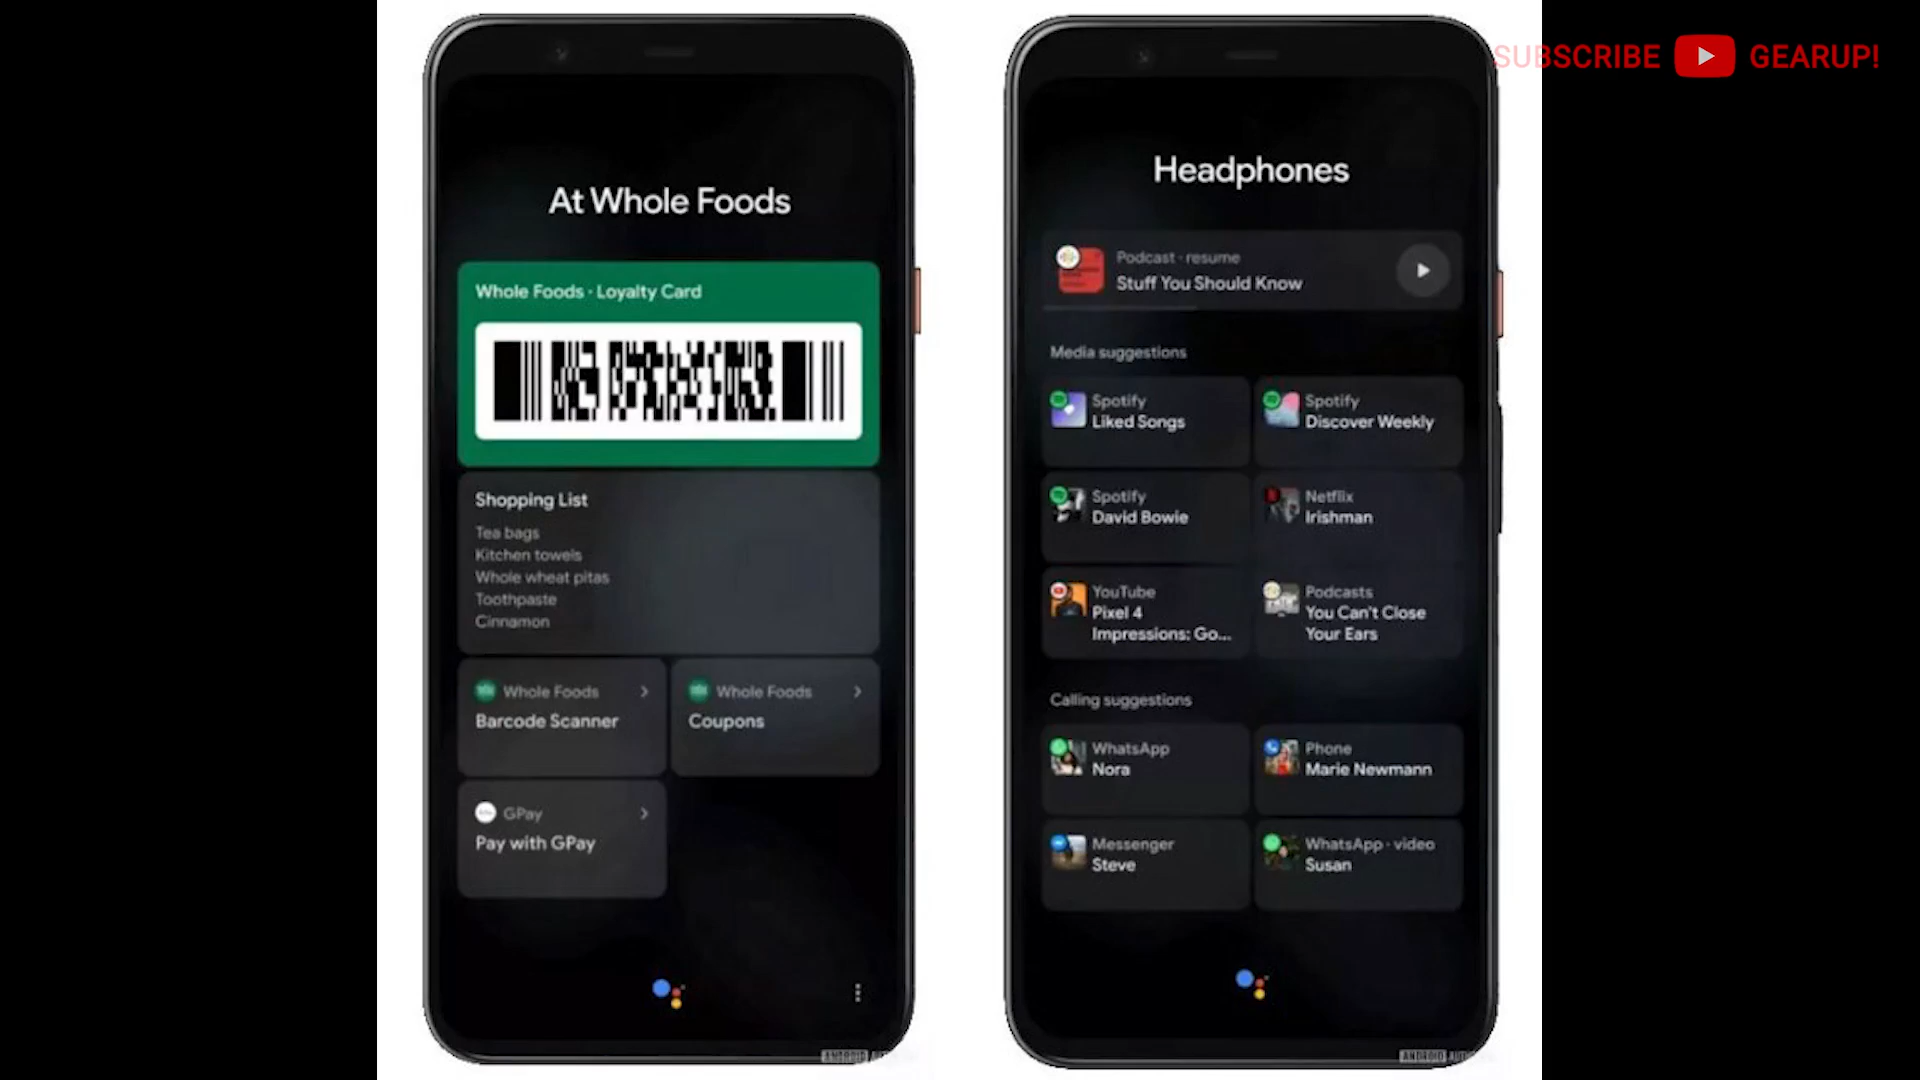 SUBSCRIBE GEARUP!
At Whole Foods
Whole Foods · Loyalty Card
Shopping List
Tea bags
Kitchen towels
Whole wheat pitas
Toothpaste
Cinnamon
Whole Foods
Barcode Scanner
Whole Foods
Coupons
GPay
Pay with GPay
Headphones
Podcast · resume
Stuff You Should Know
Media suggestions
Spotify
Liked Songs
Spotify
Discover Weekly
Spotify
David Bowie
Netflix
Irishman
YouTube
Pixel 4
Impressions: Go...
Podcasts
You Can't Close
Your Ears
Calling suggestions
WhatsApp
Nora
Phone
Marie Newmann
Messenger
Steve
WhatsApp · video
Susan
ANDROID
ANDROID